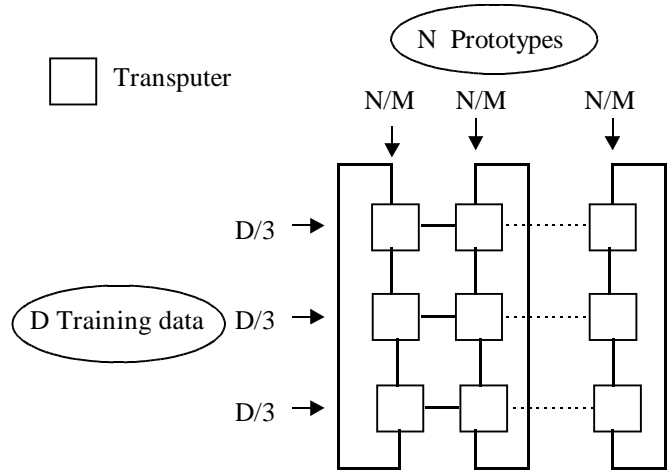 N Prototypes
Transputer
N/M N/M N/M
D/3
D Training data D/3
D/3